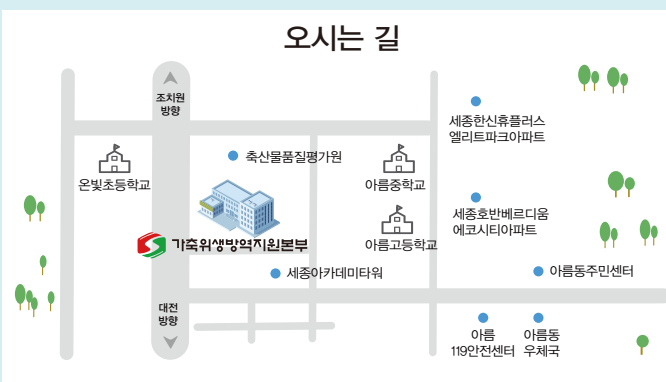 오시는 길
조치원
방향
세종한신휴플러스
엘리트파크아파트
축산물품질평가원
온빛초등학교
아름중학교
세종호반베르디움
에코시티아파트
가축위생방역지원본부
아름고등학교
세종아카데미타워
아름동주민센터
대전
방향
아름
119안전센터
아름동
우체국